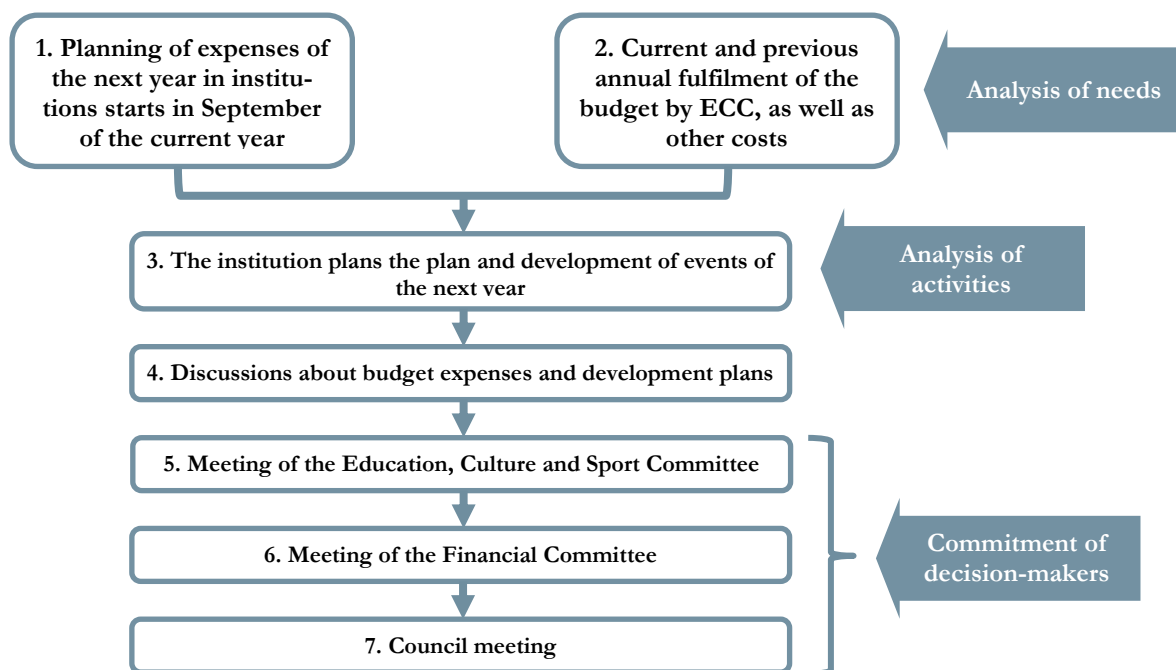 1. Planning of expenses of
the next year in institu-
tions starts in September
of the current year
2. Current and previous
annual fulfilment of the
budget by ECC, as well as
other costs
Analysis of needs
3. The institution plans the plan and development of events of
the next year
Analysis of
activities
4. Discussions about budget expenses and development plans
5. Meeting of the Education, Culture and Sport Committee
6. Meeting of the Financial Committee
Commitment of
decision-makers
7. Council meeting